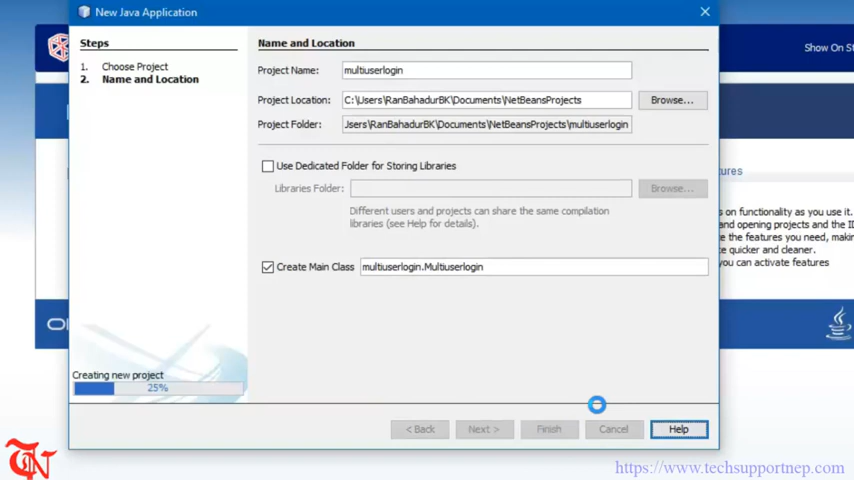 New Java Application
Show On St
Steps
1. Choose Project
2. Name and Location
Name and Location
Project Name: multiuserlogin
Project Location: C:\Users\RanBahadurBK\Documents\NetBeansProjects Browse...
Project Folder: Jsers\RanBahadurBK\Documents\NetBeansProjects\multiuserlogin
Use Dedicated Folder for Storing Libraries
Libraries Folder: Browse...
Different users and projects can share the same compilation
libraries (see Help for details).
Create Main Class multiuserlogin.Multiuserlogin
tures
s on functionality as you use it.
and opening projects and the ID
e the features you need, makin
ce quicker and cleaner.
you can activate features
Creating new project
25%
< Back Next > Finish Cancel Help
https://www.techsupportnep.com/